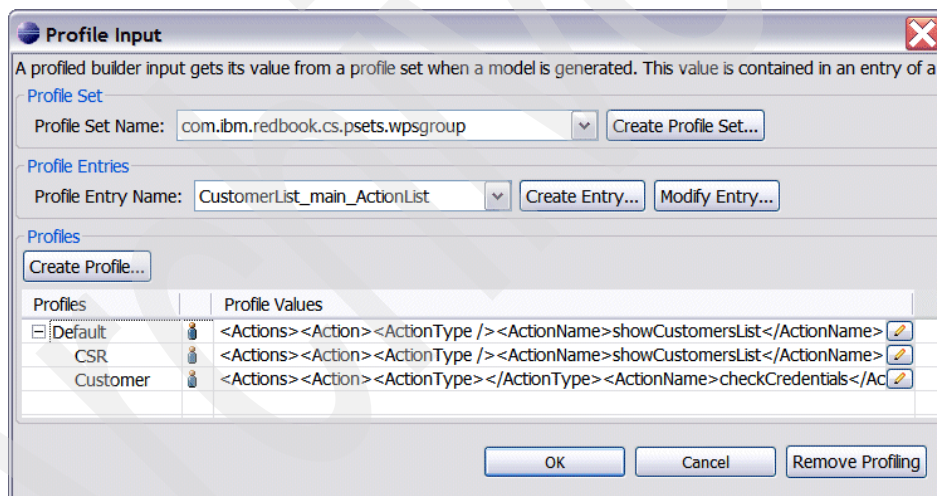 Profile Input
A profiled builder input gets its value from a profile set when a model is generated. This value is contained in an entry of a
Profile Set
Profile Set Name: com.ibm.redbook.cs.psets.wpsgroup Create Profile Set...
Profile Entries
Profile Entry Name: CustomerList_main_ActionList Create Entry... Modify Entry...
Profiles
Create Profile...
Profiles Profile Values
Default <Actions><Action><ActionType /><ActionName>showCustomersList</ActionName>
CSR <Actions><Action><ActionType /><ActionName>showCustomersList</ActionName>
Customer <Actions><Action><ActionType></ActionType><ActionName>checkCredentials</Ac
OK Cancel Remove Profiling